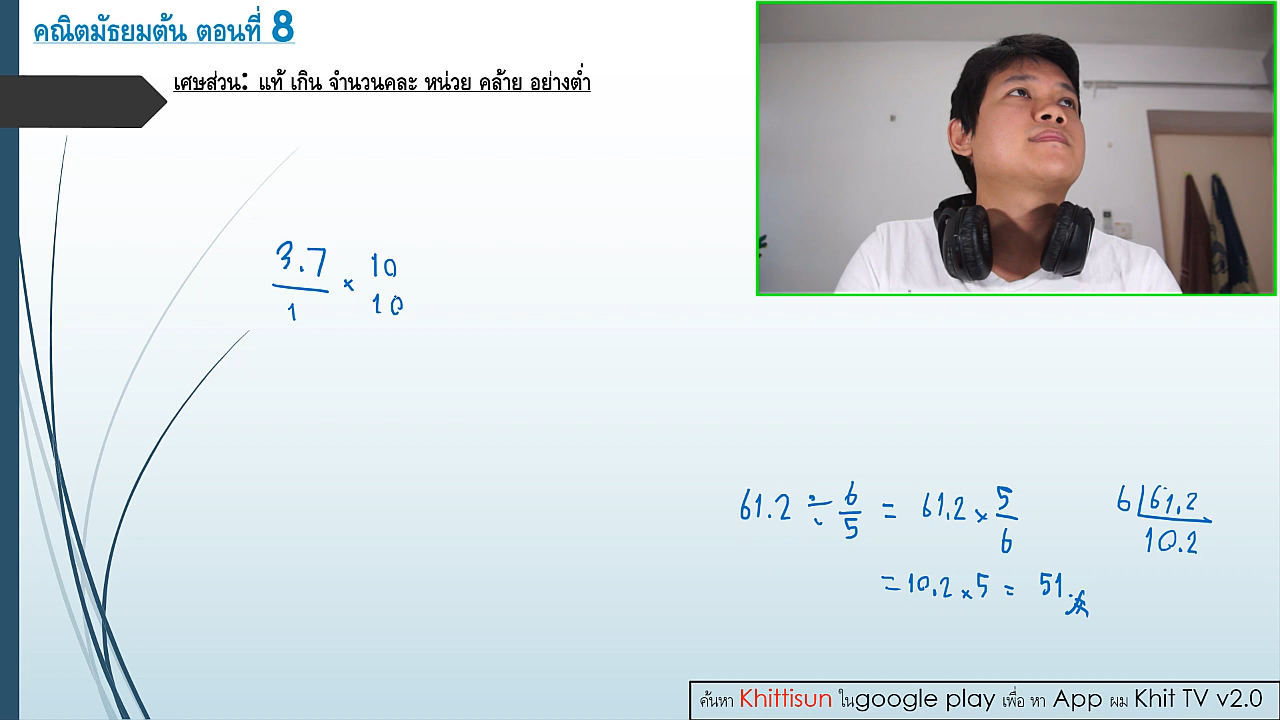 คณิตมัธยมต้น ตอนที่ 8
เศษส่วน: แท้ เกิน จำนวนคละ หน่วย คล้าย อย่างต่ำ
3.7 10
— ×
1 10
61.2 ÷ 6/5 = 61.2 × 5/6
= 10.2 × 5 = 51.
6 61.2
10.2
ค้นหา Khittisun ในgoogle play เพื่อ หา App ผม Khit TV v2.0